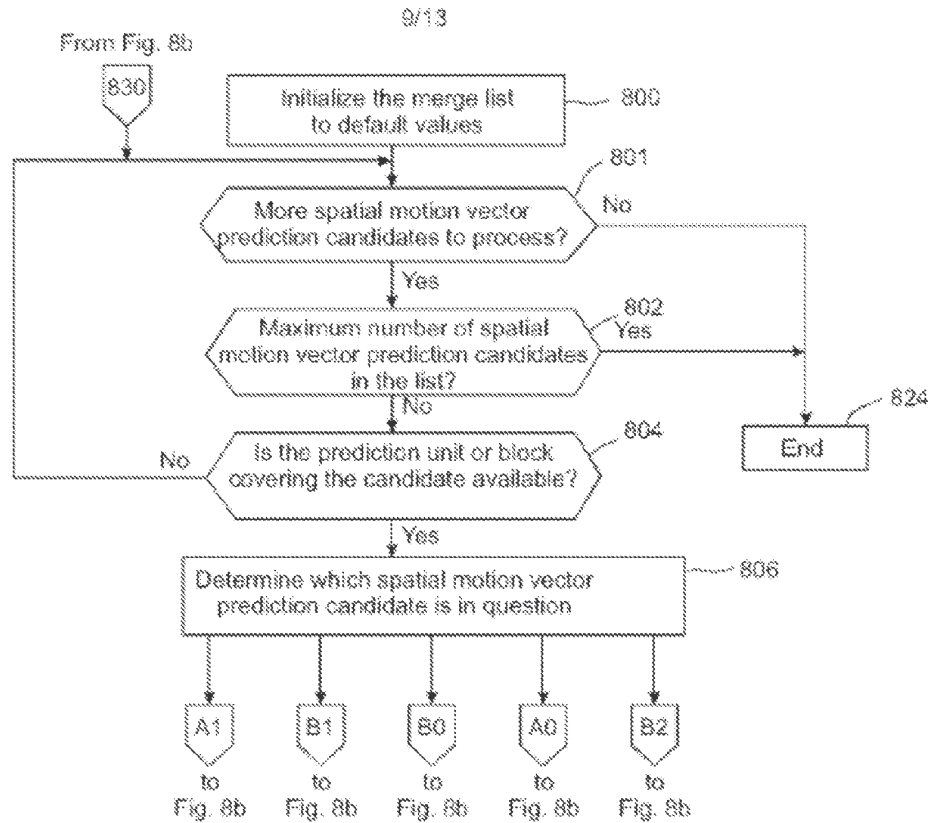 9/13
From Fig. 8b
830
Initialize the merge list
to default values
800
801
More spatial motion vector
prediction candidates to process?
No
Yes
802
Maximum number of spatial
motion vector prediction candidates
in the list?
Yes
No
804
Is the prediction unit or block
covering the candidate available?
No
824
End
Yes
806
Determine which spatial motion vector
prediction candidate is in question
A1
B1
B0
A0
B2
to
Fig. 8b
to
Fig. 8b
to
Fig. 8b
to
Fig. 8b
to
Fig. 8b